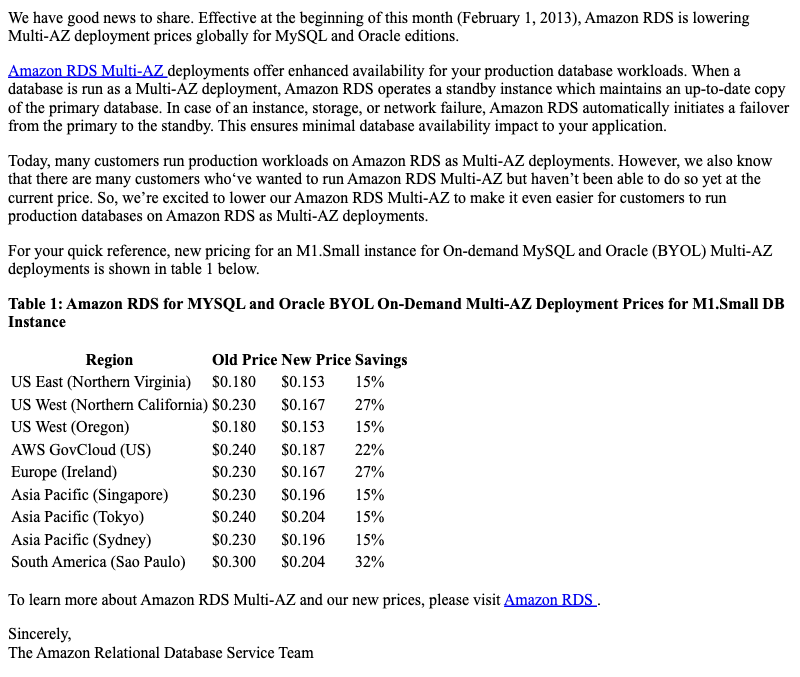 We have good news to share. Effective at the beginning of this month (February 1, 2013), Amazon RDS is lowering
Multi-AZ deployment prices globally for MySQL and Oracle editions.
Amazon RDS Multi-AZ deployments offer enhanced availability for your production database workloads. When a
database is run as a Multi-AZ deployment, Amazon RDS operates a standby instance which maintains an up-to-date copy
of the primary database. In case of an instance, storage, or network failure, Amazon RDS automatically initiates a failover
from the primary to the standby. This ensures minimal database availability impact to your application.
Today, many customers run production workloads on Amazon RDS as Multi-AZ deployments. However, we also know
that there are many customers who‘ve wanted to run Amazon RDS Multi-AZ but haven’t been able to do so yet at the
current price. So, we’re excited to lower our Amazon RDS Multi-AZ to make it even easier for customers to run
production databases on Amazon RDS as Multi-AZ deployments.
For your quick reference, new pricing for an M1.Small instance for On-demand MySQL and Oracle (BYOL) Multi-AZ
deployments is shown in table 1 below.
Table 1: Amazon RDS for MYSQL and Oracle BYOL On-Demand Multi-AZ Deployment Prices for M1.Small DB
Instance
Region Old Price New Price Savings
US East (Northern Virginia) $0.180 $0.153 15%
US West (Northern California) $0.230 $0.167 27%
US West (Oregon) $0.180 $0.153 15%
AWS GovCloud (US) $0.240 $0.187 22%
Europe (Ireland) $0.230 $0.167 27%
Asia Pacific (Singapore) $0.230 $0.196 15%
Asia Pacific (Tokyo) $0.240 $0.204 15%
Asia Pacific (Sydney) $0.230 $0.196 15%
South America (Sao Paulo) $0.300 $0.204 32%
To learn more about Amazon RDS Multi-AZ and our new prices, please visit Amazon RDS .
Sincerely,
The Amazon Relational Database Service Team